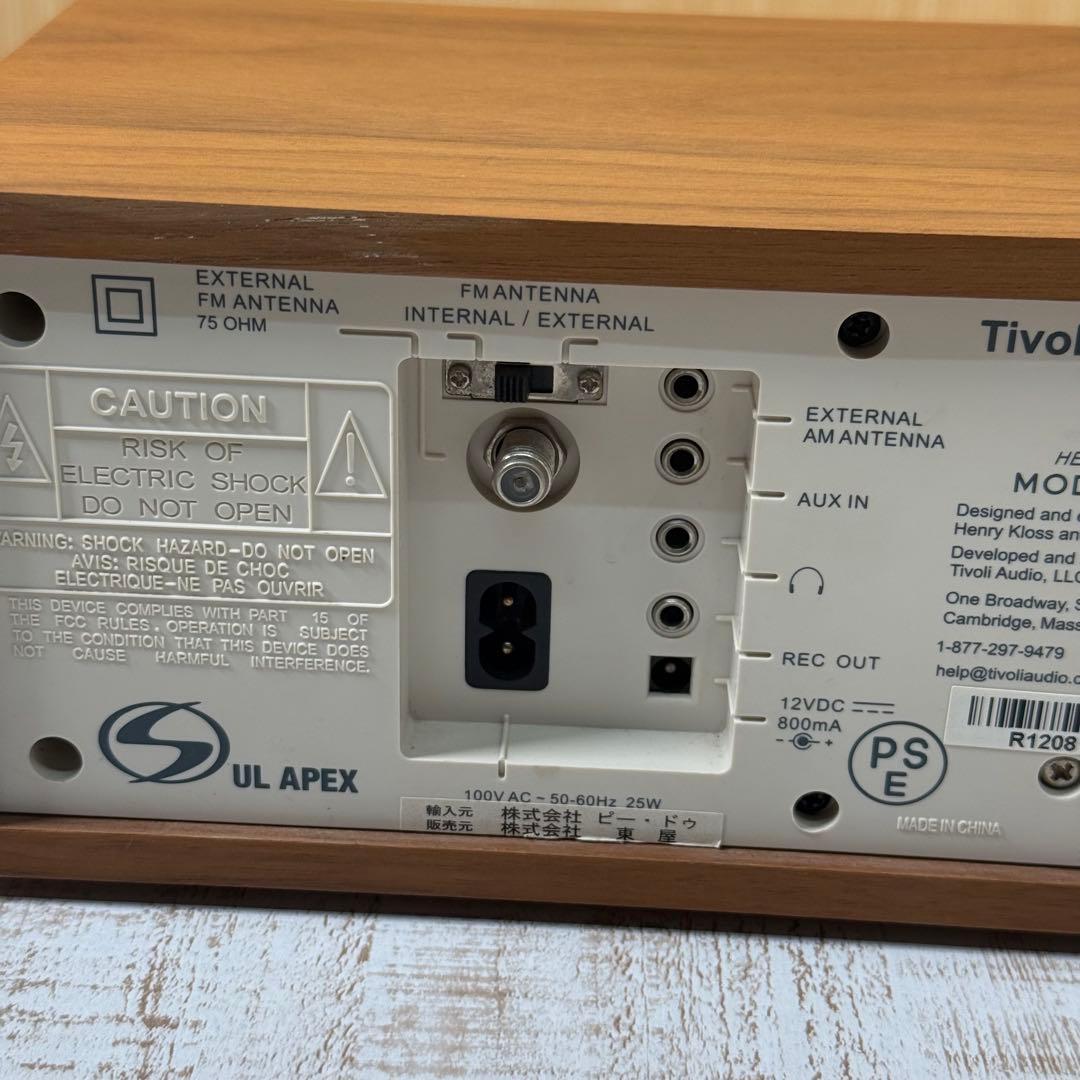 EXTERNAL
FM ANTENNA
75 OHM
FM ANTENNA
INTERNAL / EXTERNAL
CAUTION
RISK OF
ELECTRIC SHOCK
DO NOT OPEN
WARNING: SHOCK HAZARD-DO NOT OPEN
AVIS: RISQUE DE CHOC
ELECTRIQUE-NE PAS OUVRIR
THIS DEVICE COMPLIES WITH PART 15 OF
THE FCC RULES. OPERATION IS SUBJECT
TO THE CONDITION THAT THIS DEVICE DOES
NOT CAUSE HARMFUL INTERFERENCE.
UL APEX
EXTERNAL
AM ANTENNA
AUX IN
REC OUT
12VDC
800mA
- +
100V AC ~ 50-60Hz 25W
輸入元 株式会社 ピー・ドゥ
販売元 株式会社 東屋
Tivol
HE
MOD
Designed and
Henry Kloss an
Developed and
Tivoli Audio, LLC
One Broadway, S
Cambridge, Mass
1-877-297-9479
help@tivoliaudio.c
R1208
PS
E
MADE IN CHINA